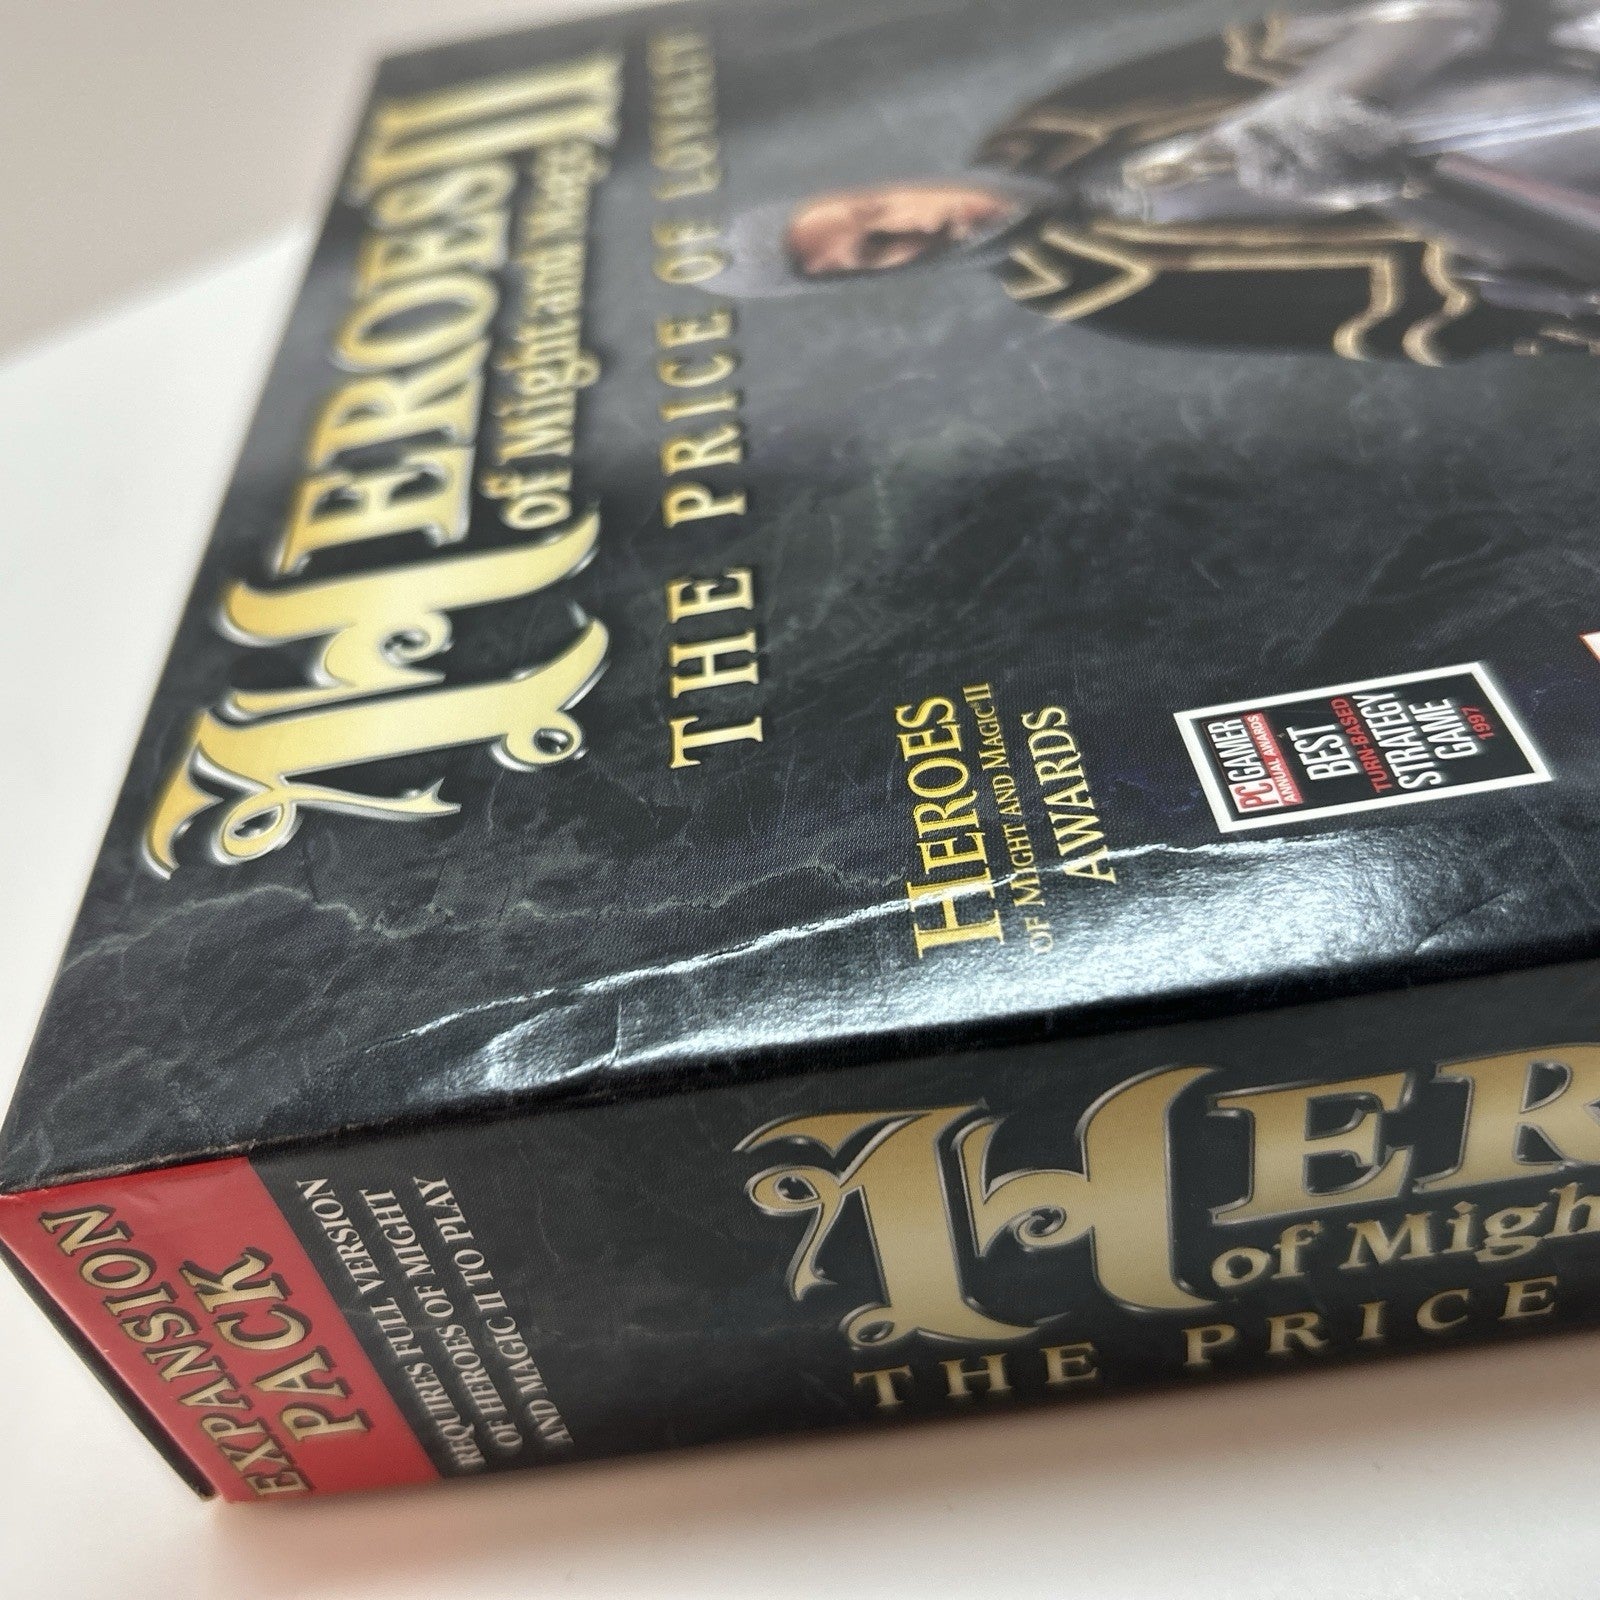 HEROES II
of Might and Magic
THE PRICE OF LOYALTY
HEROES
OF MIGHT AND MAGIC II
AWARDS
PC GAMER
ANNUAL AWARDS
BEST
TURN-BASED
STRATEGY
GAME
1997
EXPANSION
PACK
REQUIRES FULL VERSION
OF HEROES OF MIGHT
AND MAGIC II TO PLAY
HER
of Migh
THE PRICE